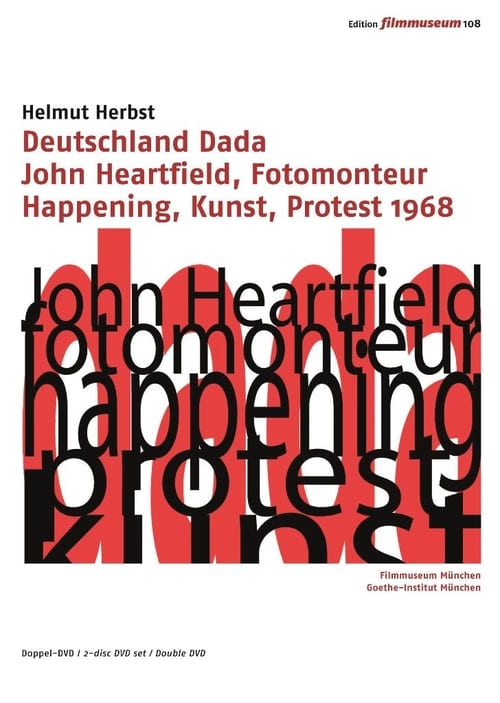 Edition filmmuseum 108
Helmut Herbst
Deutschland Dada
John Heartfield, Fotomonteur
Happening, Kunst, Protest 1968
John Heartfield
fotomonteur
happening
protest
kunst
Filmmuseum München
Goethe-Institut München
Doppel-DVD / 2-disc DVD set / Double DVD